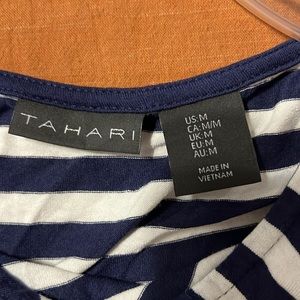 TAHARI
US:M
CA:M/M
UK:M
EU:M
AU:M
MADE IN
VIETNAM